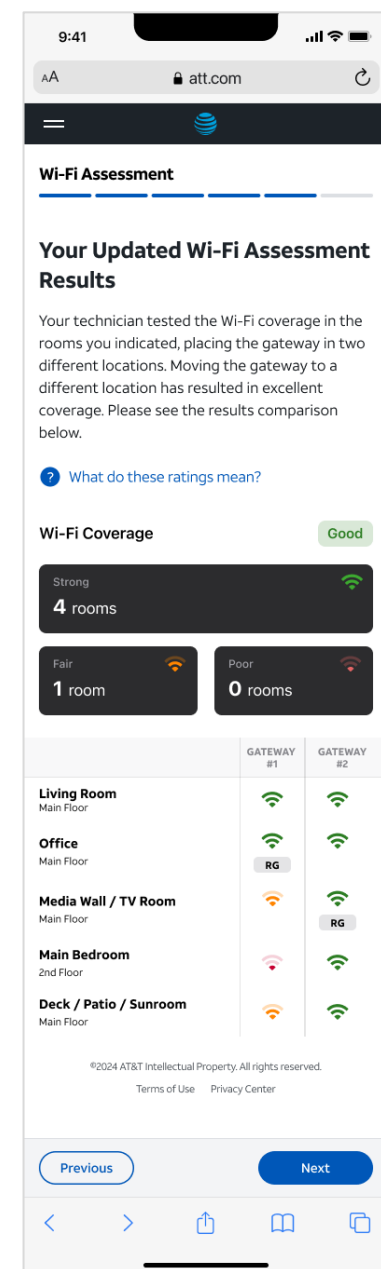 9:41
AA att.com
Wi-Fi Assessment
Your Updated Wi-Fi Assessment
Results
Your technician tested the Wi-Fi coverage in the
rooms you indicated, placing the gateway in two
different locations. Moving the gateway to a
different location has resulted in excellent
coverage. Please see the results comparison
below.
? What do these ratings mean?
Wi-Fi Coverage Good
Strong
4 rooms
Fair
1 room
Poor
0 rooms
GATEWAY
#1
GATEWAY
#2
Living Room
Main Floor
Office
Main Floor
RG
Media Wall / TV Room
Main Floor
RG
Main Bedroom
2nd Floor
Deck / Patio / Sunroom
Main Floor
©2024 AT&T Intellectual Property. All rights reserved.
Terms of Use Privacy Center
Previous Next